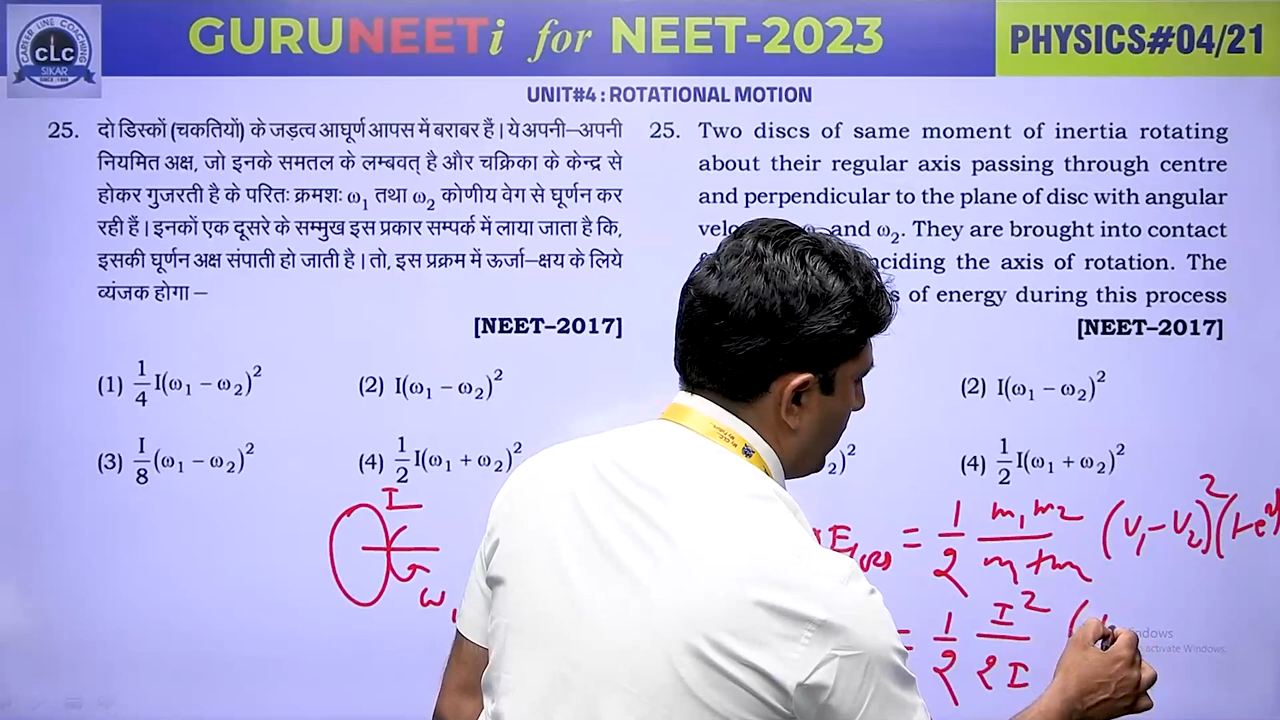 GURUNEETi for NEET-2023
PHYSICS#04/21
CAREER LINE COACHING
CLC
SIKAR
UNIT#4 : ROTATIONAL MOTION
25. दो डिस्कों (चकतियों) के जड़त्व आघूर्ण आपस में बराबर हैं। ये अपनी–अपनी
नियमित अक्ष, जो इनके समतल के लम्बवत् है और चक्रिका के केन्द्र से
होकर गुजरती है के परितः क्रमशः ω₁ तथा ω₂ कोणीय वेग से घूर्णन कर
रही हैं। इनको एक दूसरे के सम्मुख इस प्रकार सम्पर्क में लाया जाता है कि,
इसकी घूर्णन अक्ष संपाती हो जाती है। तो, इस प्रक्रम में ऊर्जा–क्षय के लिये
व्यंजक होगा –
[NEET–2017]
(1) 1/4 I(ω₁ − ω₂)²
(2) I(ω₁ − ω₂)²
(3) I/8 (ω₁ − ω₂)²
(4) 1/2 I(ω₁ + ω₂)²
25. Two discs of same moment of inertia rotating
about their regular axis passing through centre
and perpendicular to the plane of disc with angular
and ω₂. They are brought into contact
the axis of rotation. The
of energy during this process
[NEET–2017]
(2) I(ω₁ − ω₂)²
₂)²
(4) 1/2 I(ω₁ + ω₂)²
I
ω
= 1/2 m₁m₂/m+m (v₁−v₂)²(1−e²
= 1/2 I²/2I (